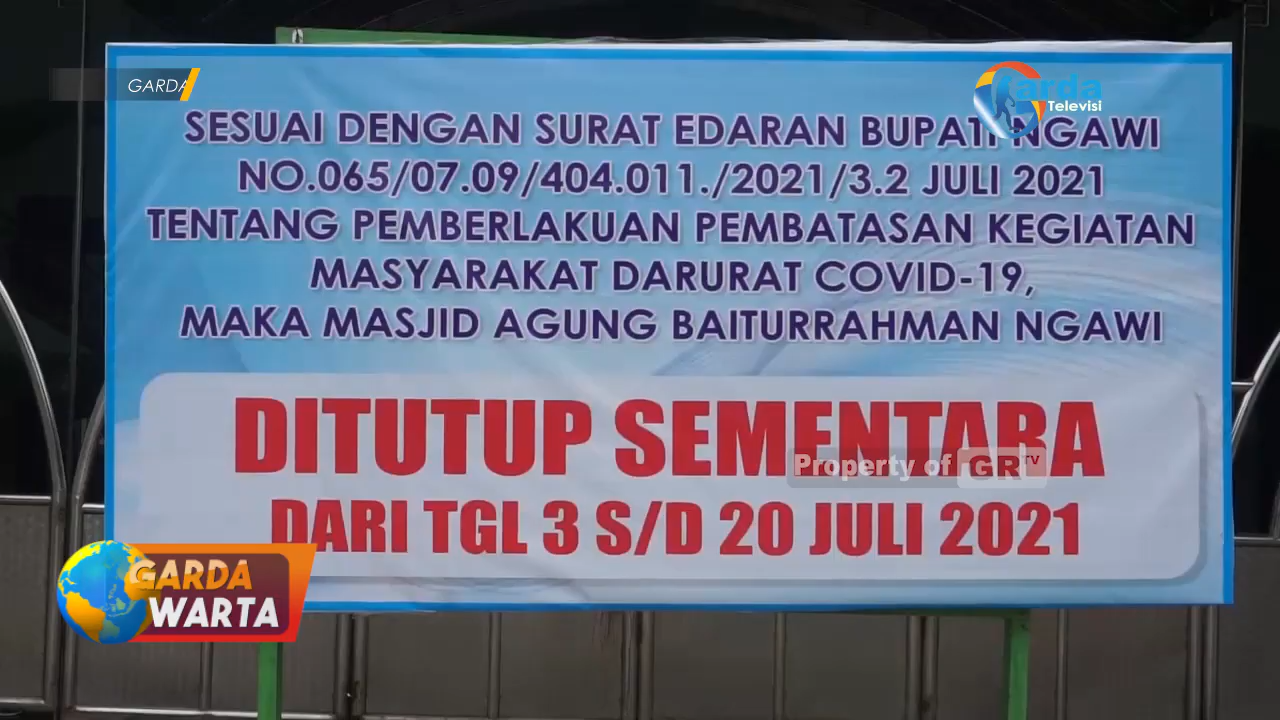 GARDA
Garda
Televisi
SESUAI DENGAN SURAT EDARAN BUPATI NGAWI
NO.065/07.09/404.011./2021/3.2 JULI 2021
TENTANG PEMBERLAKUAN PEMBATASAN KEGIATAN
MASYARAKAT DARURAT COVID-19,
MAKA MASJID AGUNG BAITURRAHMAN NGAWI
DITUTUP SEMENTARA
Property of GRTV
DARI TGL 3 S/D 20 JULI 2021
GARDA
WARTA